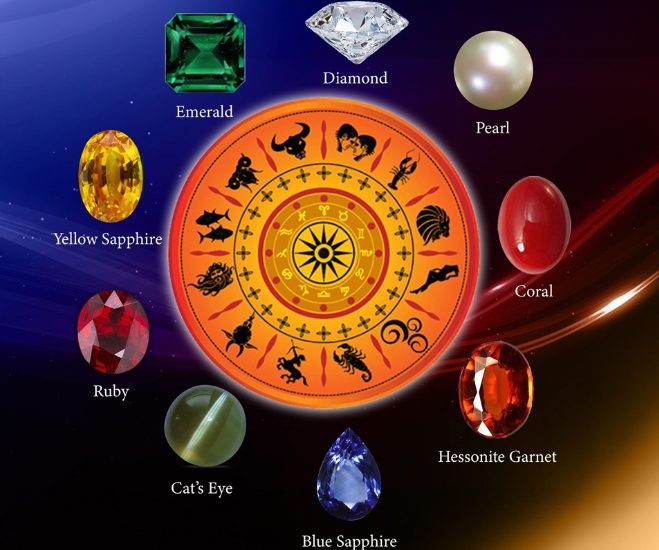 Diamond
Emerald
Pearl
Yellow Sapphire
Coral
Ruby
Hessonite Garnet
Cat's Eye
Blue Sapphire